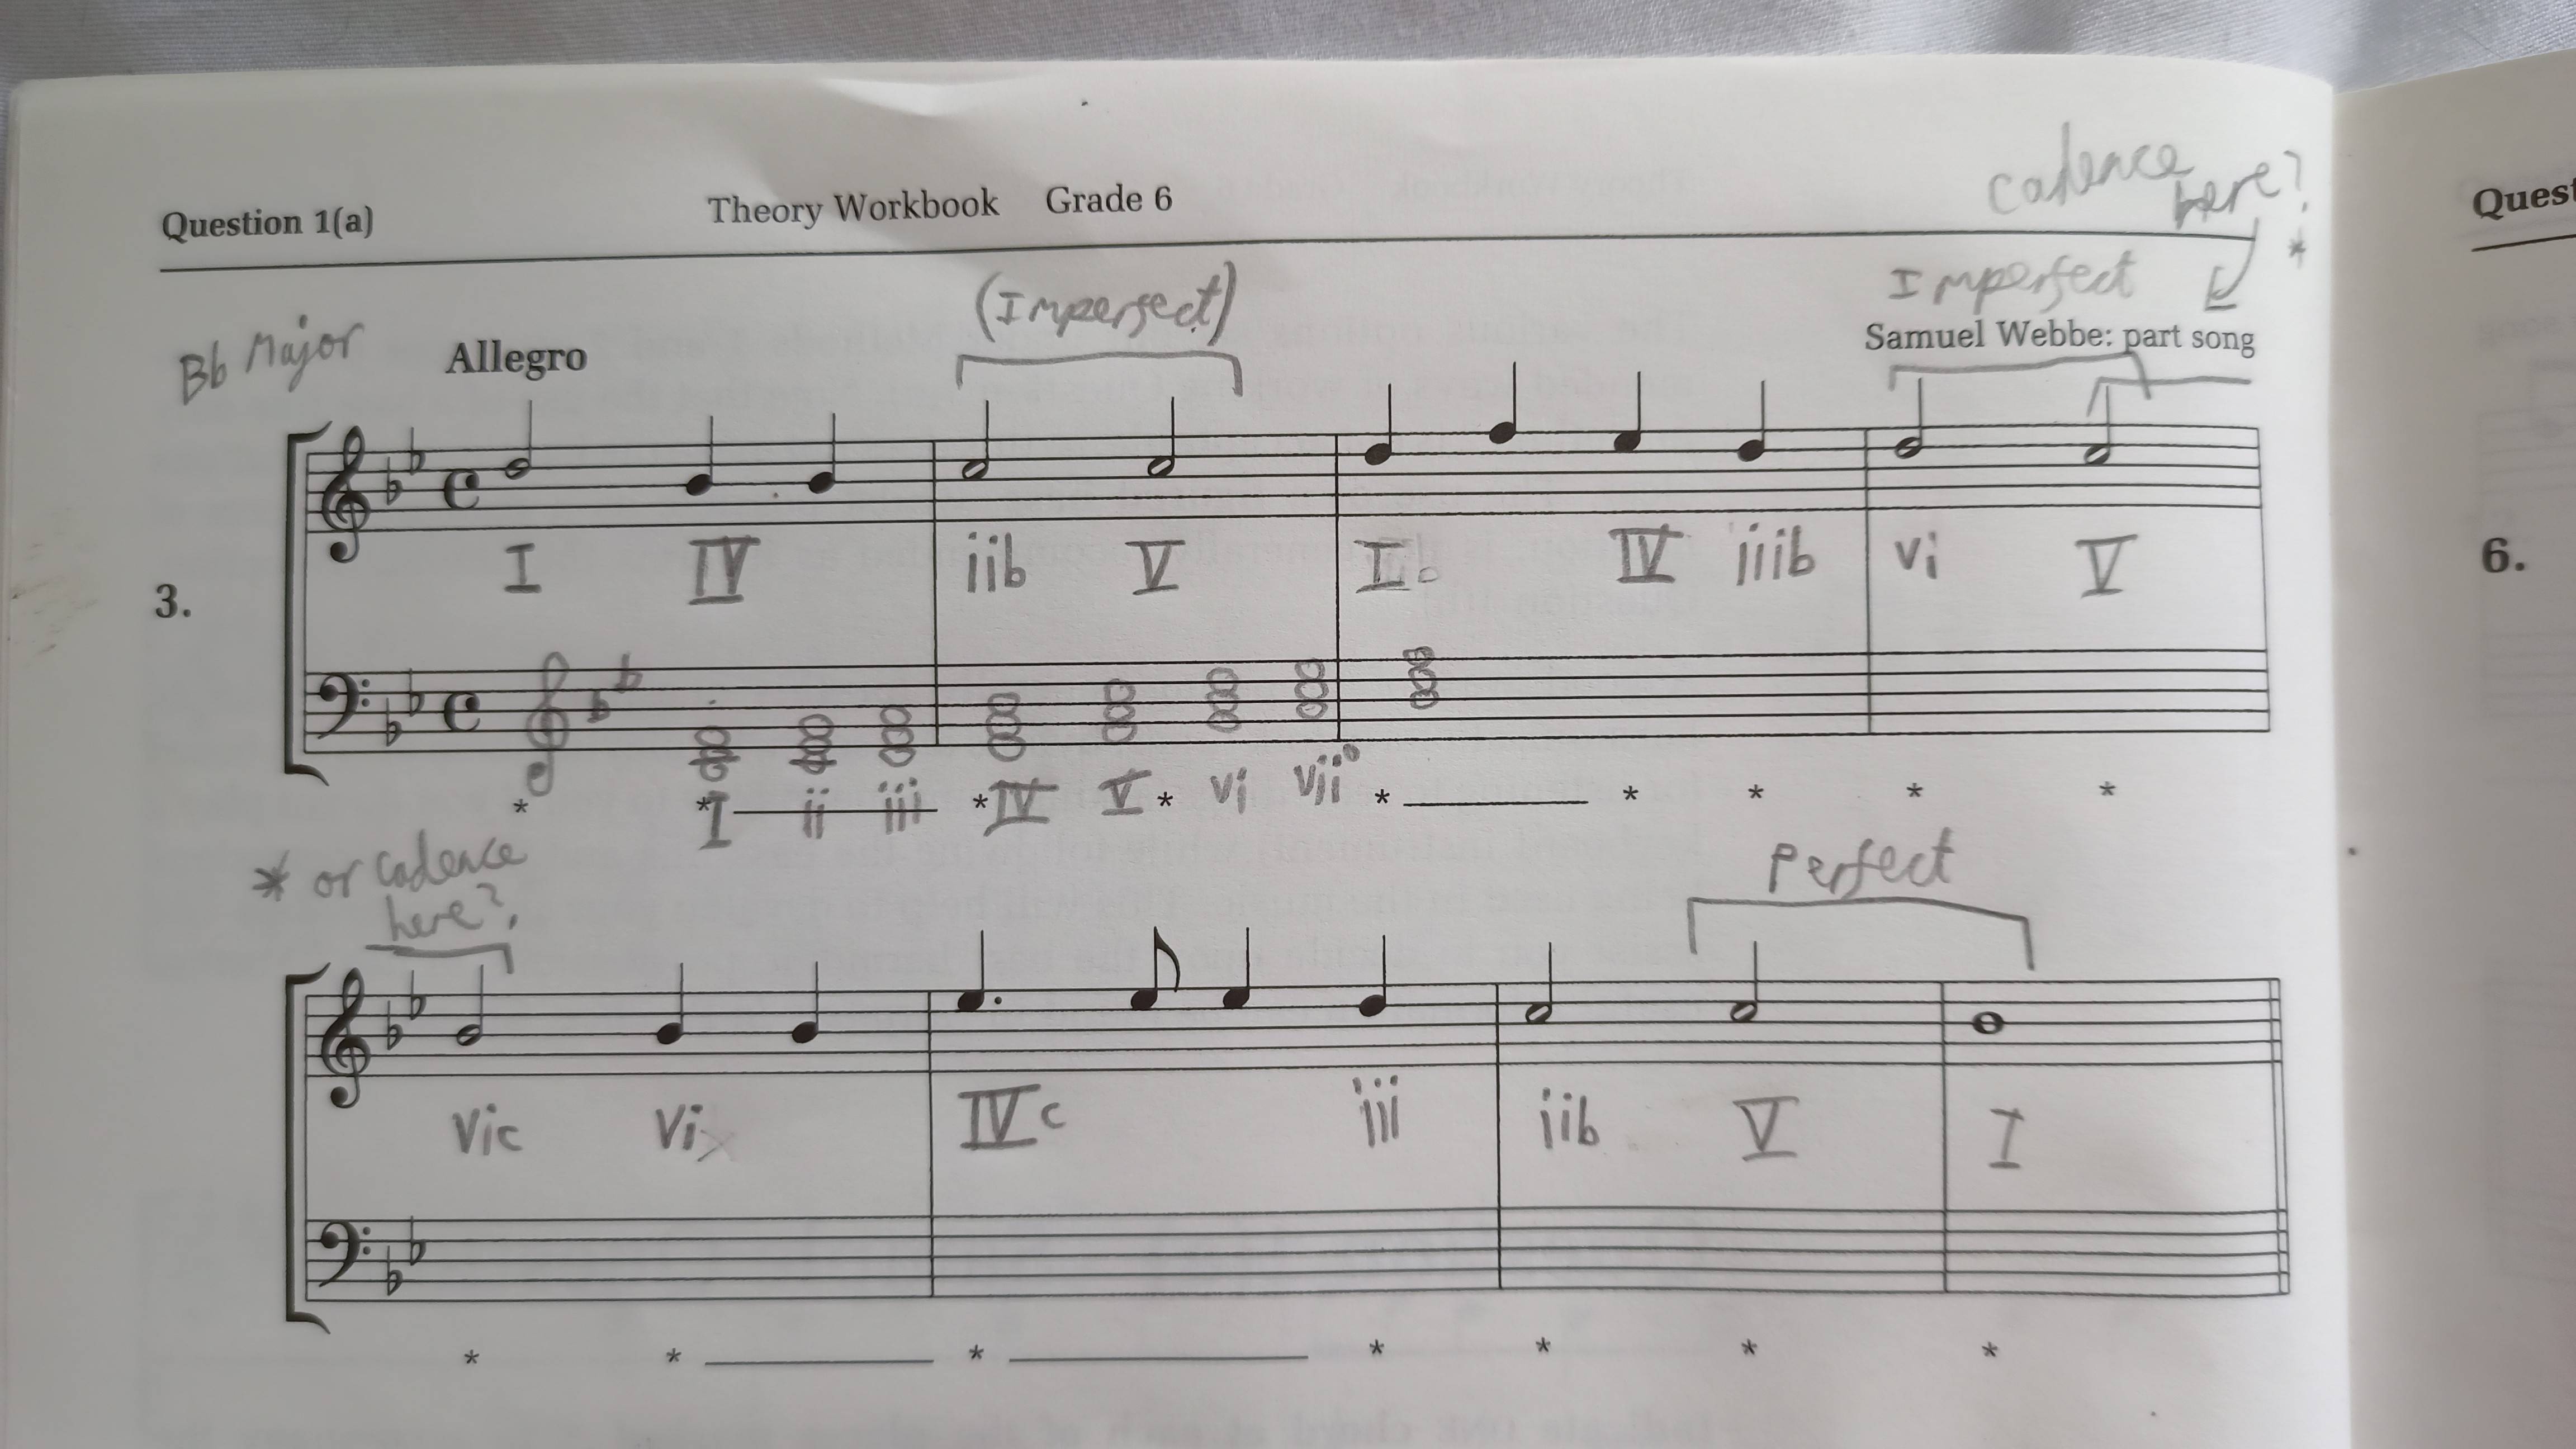 cadence
here?
*
Question 1(a) Theory Workbook Grade 6 Quest
Bb Major Allegro (Imperfect) Imperfect
Samuel Webbe: part song
3. I IV iib V Ib IV iiib vi V 6.
* * I ii iii * IV V * vi vii° * * * * *
* or cadence
here?
Perfect
vic vi IVc iii iib V I
* * * * * * *